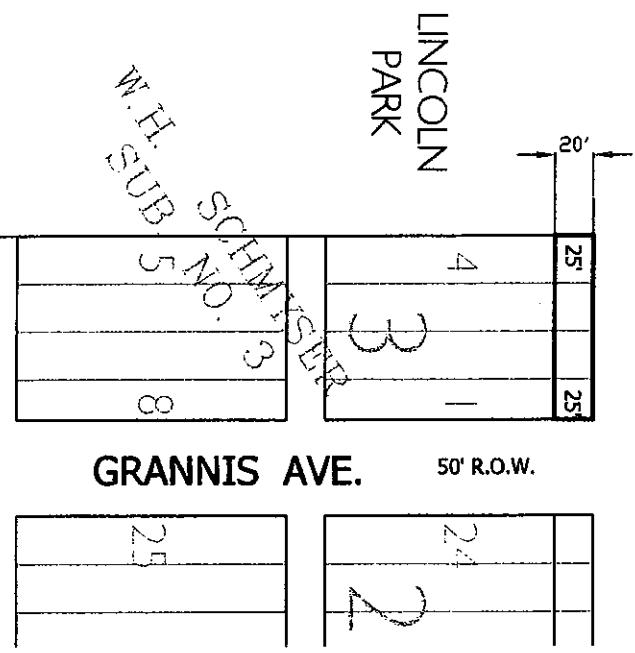 LINCOLN
PARK
20'
W. H. SCHMYSER
SUB. NO. 3
25'
25'
4
3
1
5
8
GRANNIS AVE.
50' R.O.W.
25
24
2